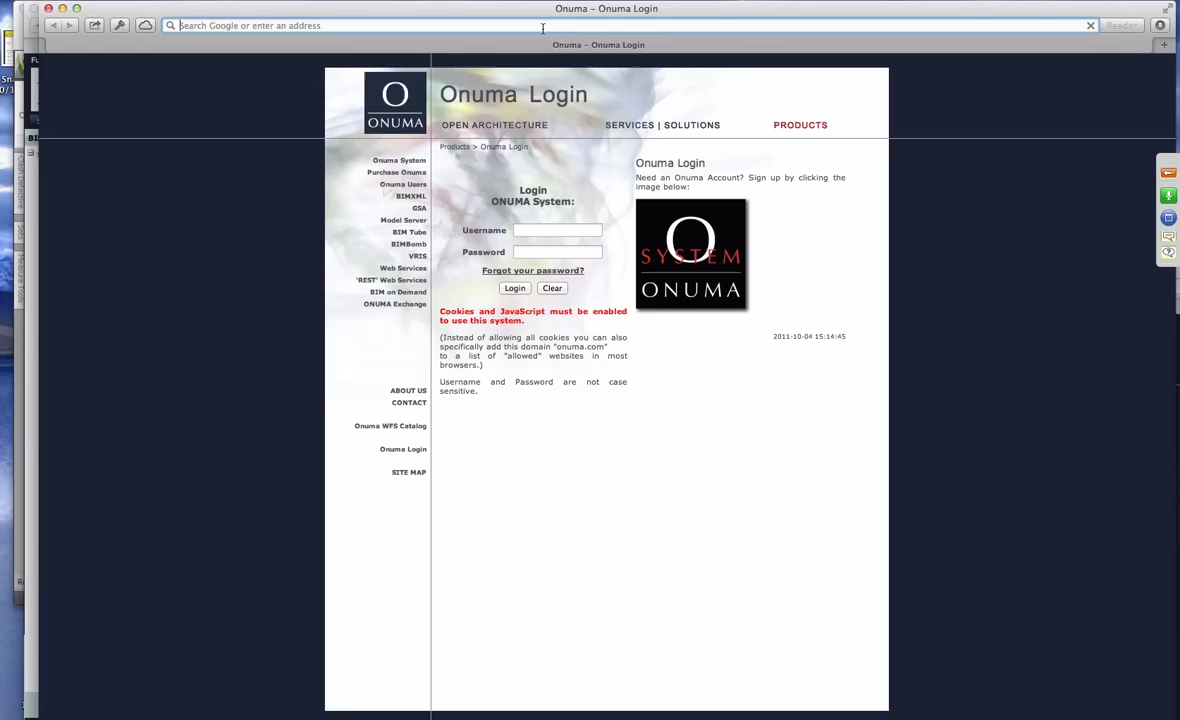 Onuma – Onuma Login
Search Google or enter an address
Reader
Onuma – Onuma Login
O
ONUMA
Onuma Login
OPEN ARCHITECTURE
SERVICES | SOLUTIONS
PRODUCTS
Products > Onuma Login
Onuma System
Purchase Onuma
Onuma Users
BIMXML
GSA
Model Server
BIM Tube
BIMBomb
VRIS
Web Services
'REST' Web Services
BIM on Demand
ONUMA Exchange
ABOUT US
CONTACT
Onuma WFS Catalog
Onuma Login
SITE MAP
Login
ONUMA System:
Username
Password
Forgot your password?
Login
Clear
Cookies and JavaScript must be enabled
to use this system.
(Instead of allowing all cookies you can also
specifically add this domain "onuma.com"
to a list of "allowed" websites in most
browsers.)
Username and Password are not case
sensitive.
Onuma Login
Need an Onuma Account? Sign up by clicking the
image below:
O
SYSTEM
ONUMA
2011-10-04 15:14:45
Sets
Measure Tools